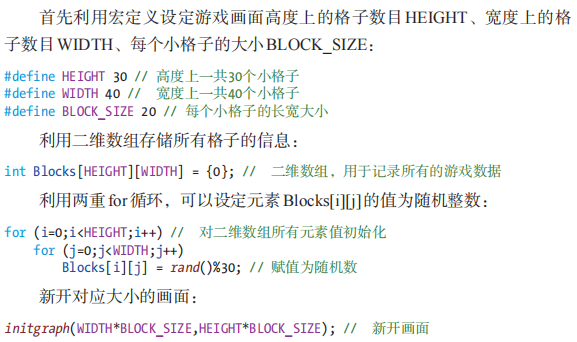 首先利用宏定义设定游戏画面高度上的格子数目HEIGHT、宽度上的格
子数目WIDTH、每个小格子的大小BLOCK_SIZE：
#define HEIGHT 30 // 高度上一共30个小格子
#define WIDTH 40 // 宽度上一共40个小格子
#define BLOCK_SIZE 20 // 每个小格子的长宽大小
利用二维数组存储所有格子的信息：
int Blocks[HEIGHT][WIDTH] = {0}; // 二维数组，用于记录所有的游戏数据
利用两重for循环，可以设定元素Blocks[i][j]的值为随机整数：
for (i=0;i<HEIGHT;i++) // 对二维数组所有元素值初始化
    for (j=0;j<WIDTH;j++)
        Blocks[i][j] = rand()%30; // 赋值为随机数
新开对应大小的画面：
initgraph(WIDTH*BLOCK_SIZE,HEIGHT*BLOCK_SIZE); // 新开画面